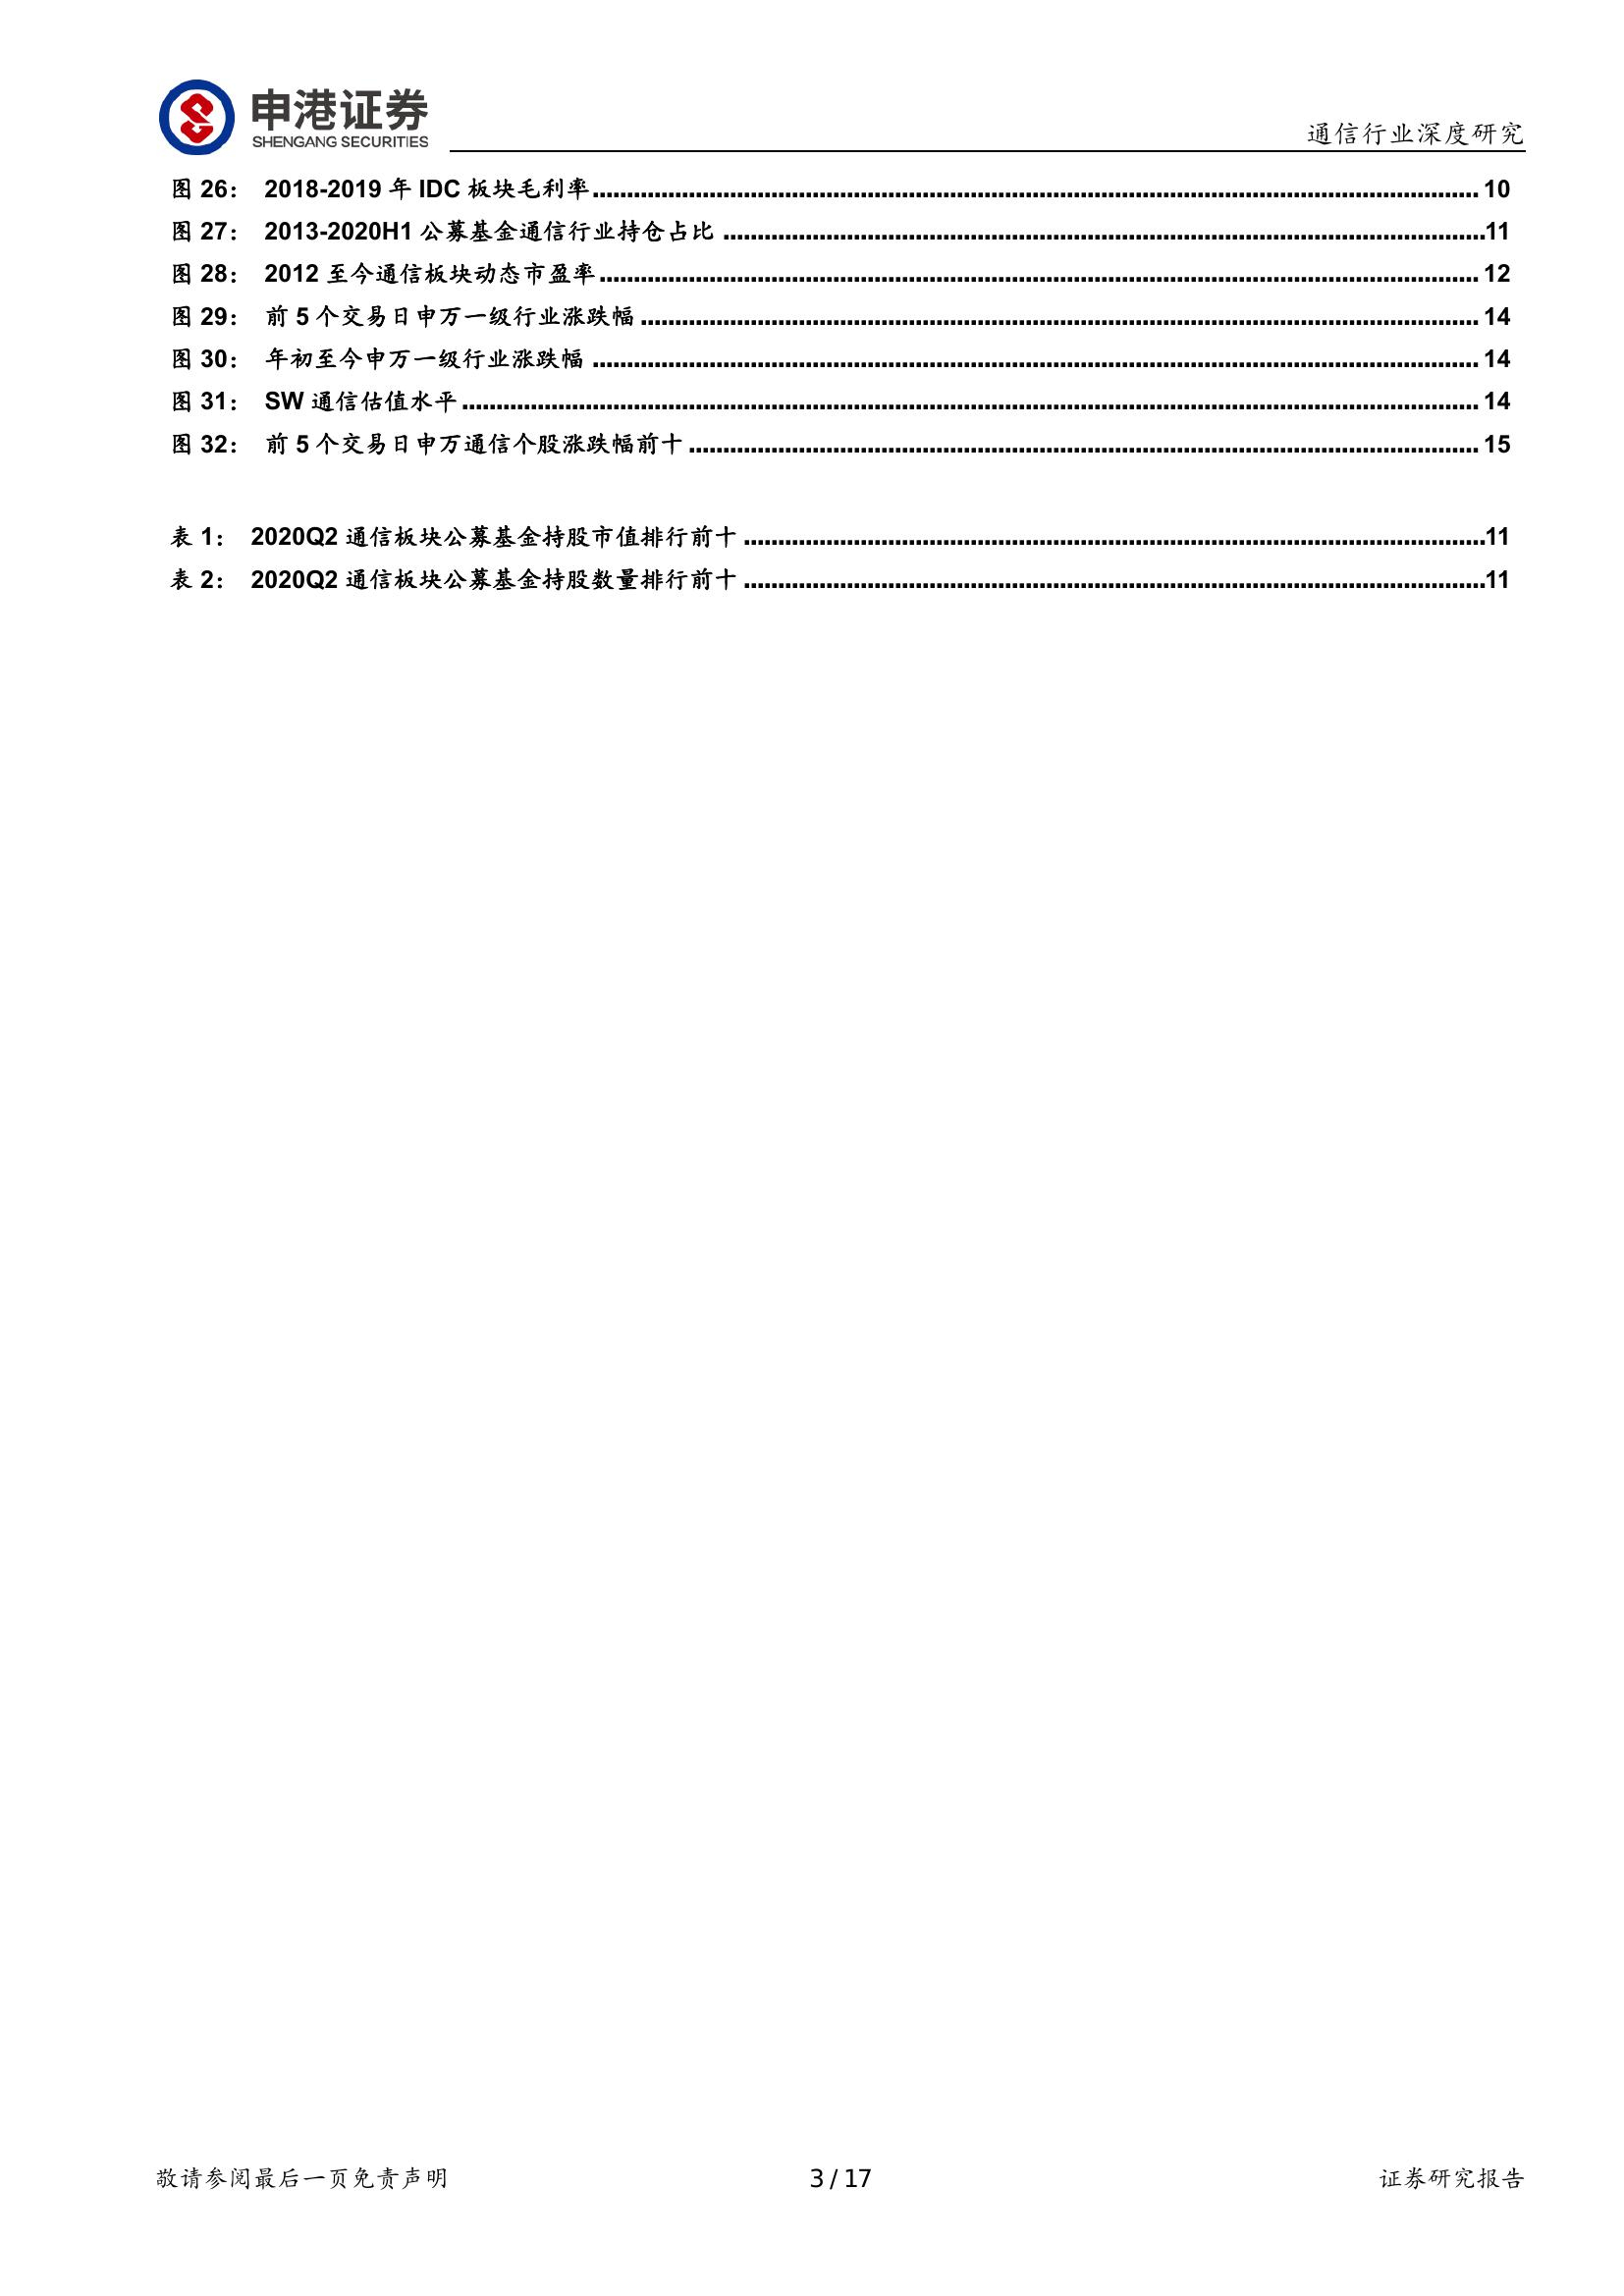 申港证券
SHENGANG SECURITIES
通信行业深度研究
图 26： 2018-2019 年 IDC 板块毛利率 10
图 27： 2013-2020H1 公募基金通信行业持仓占比 11
图 28： 2012 至今通信板块动态市盈率 12
图 29： 前 5 个交易日申万一级行业涨跌幅 14
图 30： 年初至今申万一级行业涨跌幅 14
图 31： SW 通信估值水平 14
图 32： 前 5 个交易日申万通信个股涨跌幅前十 15
表 1： 2020Q2 通信板块公募基金持股市值排行前十 11
表 2： 2020Q2 通信板块公募基金持股数量排行前十 11
敬请参阅最后一页免责声明 3 / 17 证券研究报告